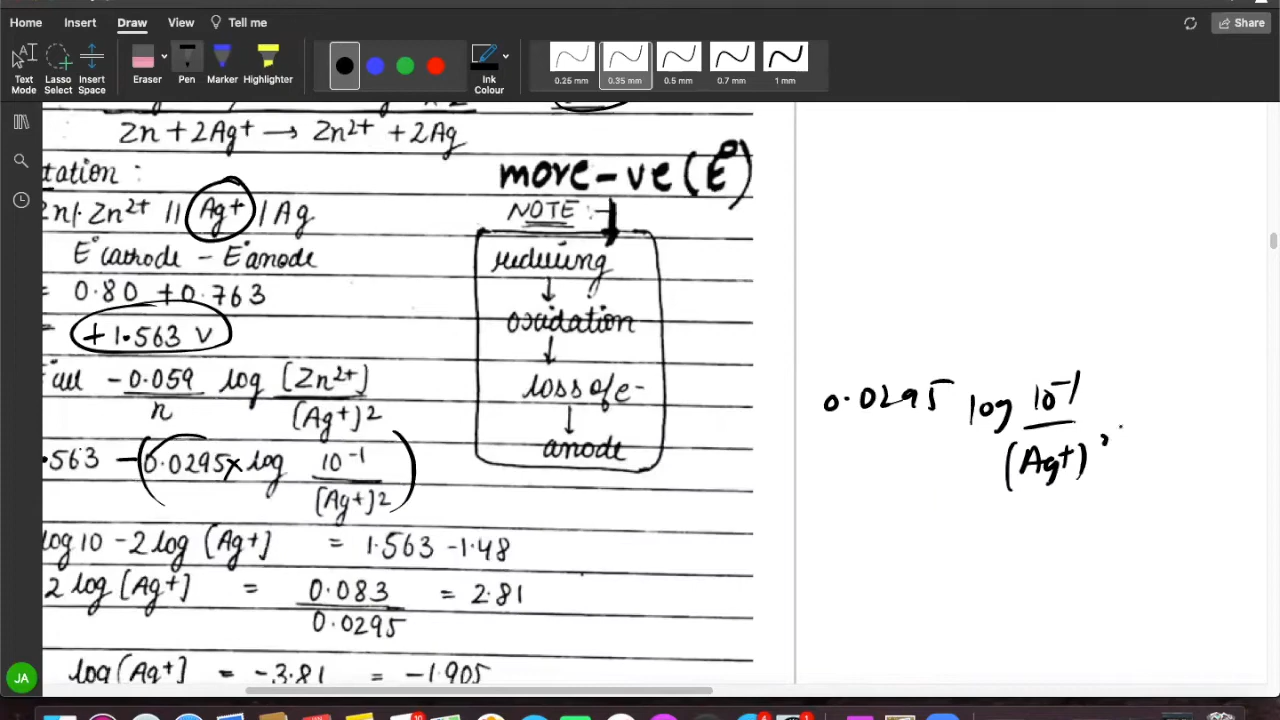 Home Insert Draw View Tell me Share
Text Mode
Lasso Select
Insert Space
Eraser
Pen
Marker
Highlighter
0.25 mm
0.35 mm
0.5 mm
0.7 mm
1 mm
Ink Colour
Zn + 2Ag+ → Zn2+ + 2Ag
tation :
Zn|.Zn2+ || Ag+ | Ag
E°cathode - E°anode
= 0.80 + 0.763
= +1.563 V
E°cell - 0.059/n log [Zn2+]/[Ag+]2
.563 - (0.0295 x log 10-1/[Ag+]2)
log10 - 2 log [Ag+] = 1.563 - 1.48
2 log [Ag+] = 0.083/0.0295 = 2.81
log[Ag+] = -3.81 = -1.905
more -ve (E°)
NOTE :-
reducing
↓
oxidation
↓
loss of e-
↓
anode
0.0295 log 10-1/(Ag+)2
JA